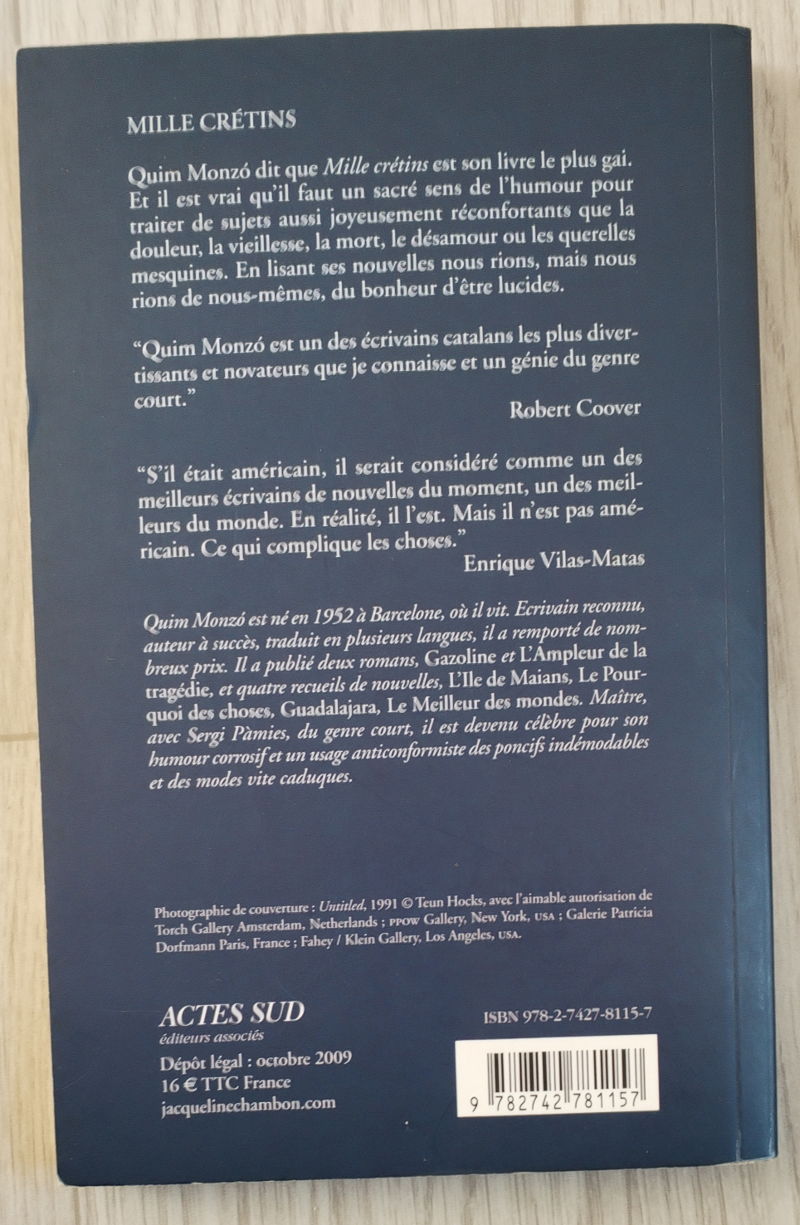 MILLE CRÉTINS
Quim Monzó dit que Mille crétins est son livre le plus gai.
Et il est vrai qu'il faut un sacré sens de l'humour pour
traiter de sujets aussi joyeusement réconfortants que la
douleur, la vieillesse, la mort, le désamour ou les querelles
mesquines. En lisant ses nouvelles nous rions, mais nous
rions de nous-mêmes, du bonheur d'être lucides.
“Quim Monzó est un des écrivains catalans les plus diver-
tissants et novateurs que je connaisse et un génie du genre
court.”
Robert Coover
“S'il était américain, il serait considéré comme un des
meilleurs écrivains de nouvelles du moment, un des meil-
leurs du monde. En réalité, il l'est. Mais il n'est pas amé-
ricain. Ce qui complique les choses.”
Enrique Vilas-Matas
Quim Monzó est né en 1952 à Barcelone, où il vit. Ecrivain reconnu,
auteur à succès, traduit en plusieurs langues, il a remporté de nom-
breux prix. Il a publié deux romans, Gazoline et L'Ampleur de la
tragédie, et quatre recueils de nouvelles, L'Ile de Maians, Le Pour-
quoi des choses, Guadalajara, Le Meilleur des mondes. Maître,
avec Sergi Pàmies, du genre court, il est devenu célèbre pour son
humour corrosif et un usage anticonformiste des poncifs indémodables
et des modes vite caduques.
Photographie de couverture : Untitled, 1991 © Teun Hocks, avec l'aimable autorisation de
Torch Gallery Amsterdam, Netherlands ; PPOW Gallery, New York, USA ; Galerie Patricia
Dorfmann Paris, France ; Fahey / Klein Gallery, Los Angeles, USA.
ACTES SUD
éditeurs associés
Dépôt légal : octobre 2009
16 € TTC France
jacquelinechambon.com
ISBN 978-2-7427-8115-7
9 782742 781157